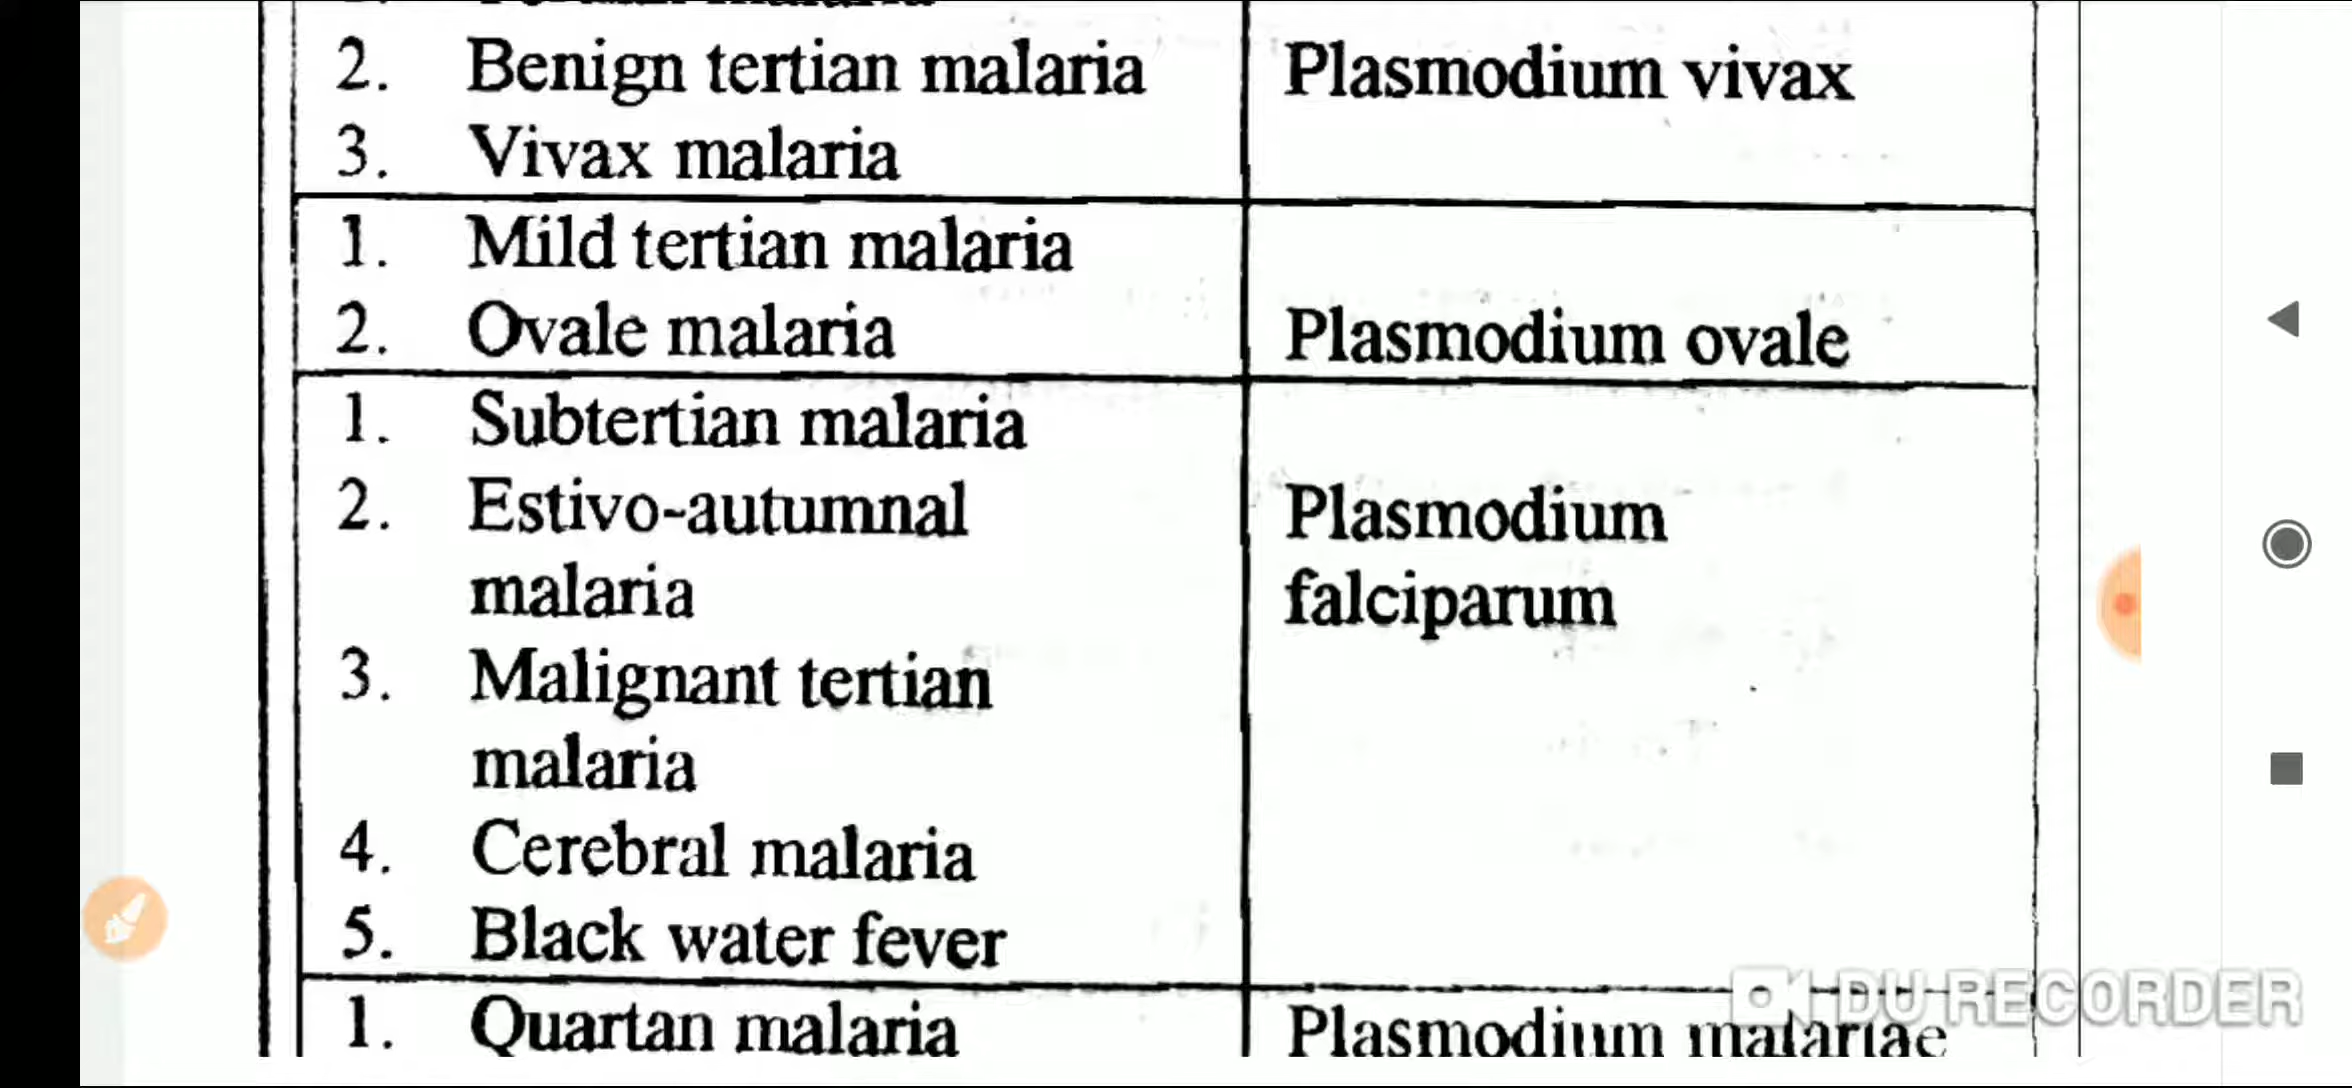 2. Benign tertian malaria Plasmodium vivax
3. Vivax malaria
1. Mild tertian malaria
2. Ovale malaria Plasmodium ovale
1. Subtertian malaria
2. Estivo-autumnal Plasmodium
malaria falciparum
3. Malignant tertian
malaria
4. Cerebral malaria
5. Black water fever
1. Quartan malaria Plasmodium malariae
DU RECORDER